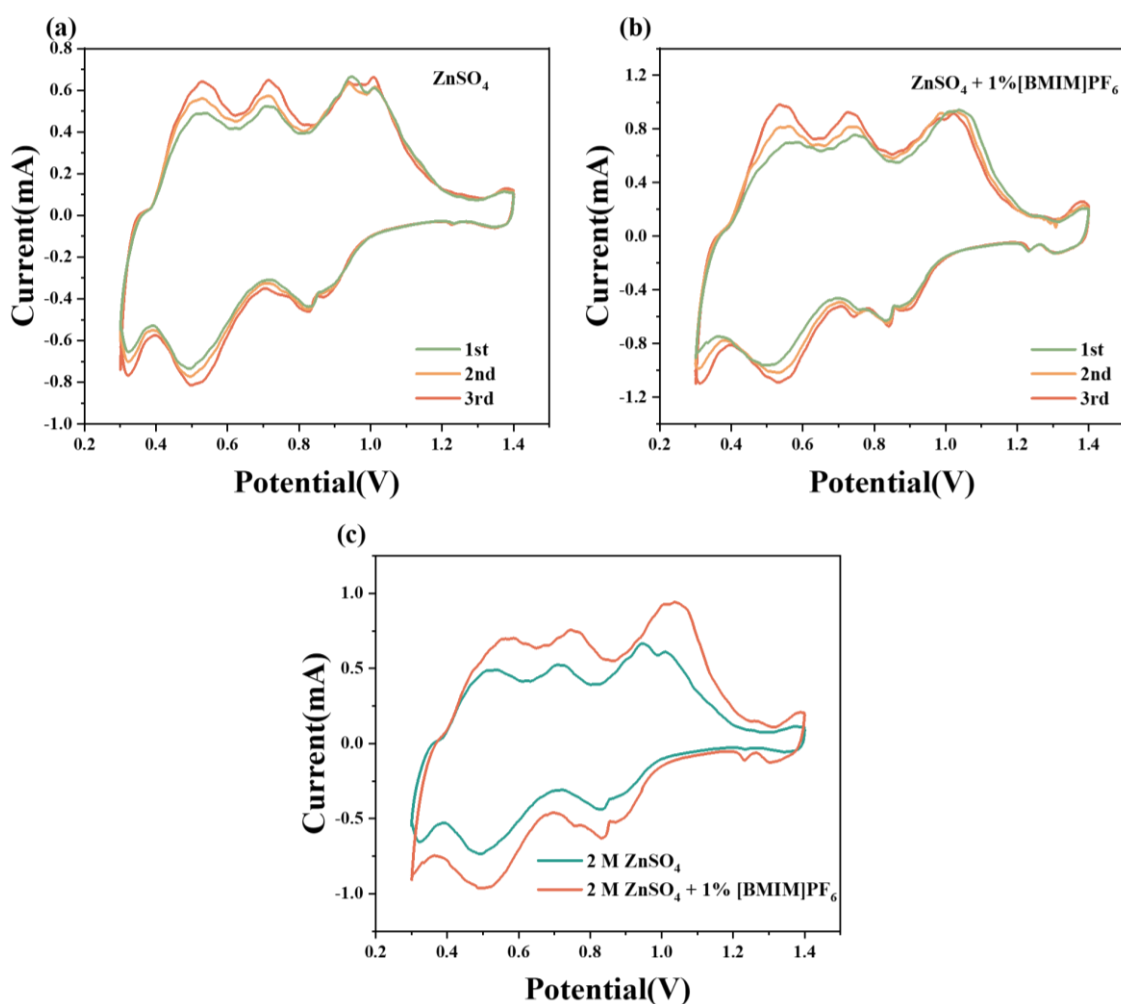 (a)
ZnSO₄
0.8
0.6
0.4
0.2
0.0
-0.2
-0.4
-0.6
-0.8
-1.0
Current(mA)
1st
2nd
3rd
0.2 0.4 0.6 0.8 1.0 1.2 1.4
Potential(V)
(b)
ZnSO₄ + 1%[BMIM]PF₆
1.2
0.8
0.4
0.0
-0.4
-0.8
-1.2
Current(mA)
1st
2nd
3rd
0.2 0.4 0.6 0.8 1.0 1.2 1.4
Potential(V)
(c)
1.0
0.5
0.0
-0.5
-1.0
Current(mA)
2 M ZnSO₄
2 M ZnSO₄ + 1% [BMIM]PF₆
0.2 0.4 0.6 0.8 1.0 1.2 1.4
Potential(V)